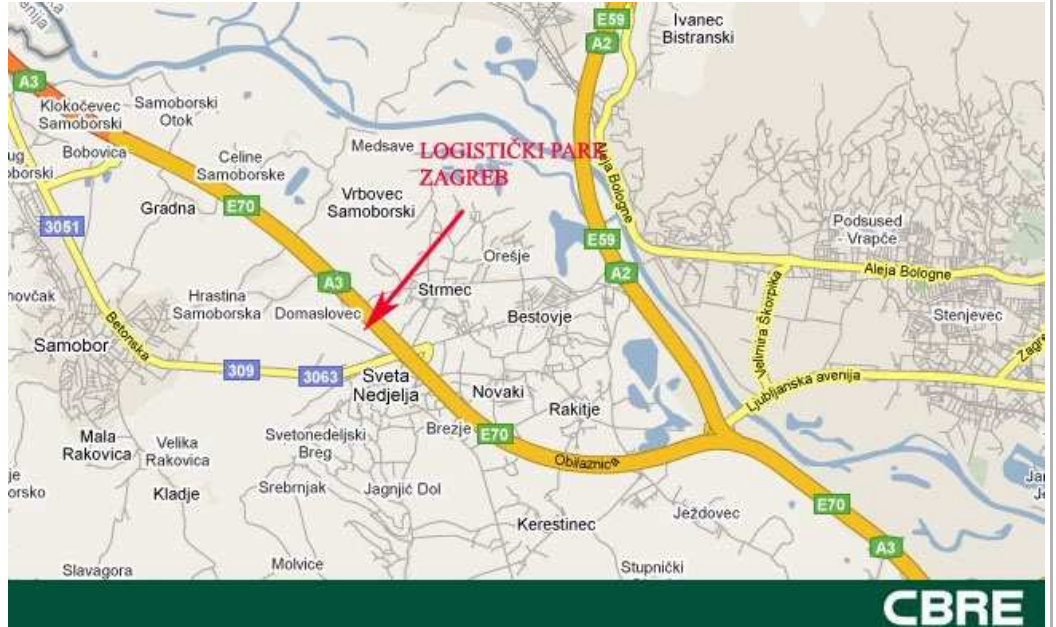 E59
Ivanec
Bistranski
A2
A3
Klokočevec
Samoborski
Samoborski
Otok
Bobovica
Celine
Samoborske
Medsave
LOGISTIČKI PARK
ZAGREB
Aleja Bologne
Gradna
E70
Vrbovec
Samoborski
3051
Podsused
- Vrapče
E59
Orešje
A2
Aleja Bologne
A3
Strmec
Hrastina
Samoborska
Domaslovec
Bestovje
Velimira Škorpika
Stenjevec
Betonska
Samobor
309
3063
Sveta
Nedjelja
Novaki
Ljubljanska avenija
Rakitje
Mala
Rakovica
Velika
Rakovica
Svetonedeljski
Breg
Brezje
E70
Obilaznica
Kladje
Srebrnjak
Jagnjić Dol
Kerestinec
Ježdovec
E70
A3
Slavagora
Molvice
Stupnički
CBRE